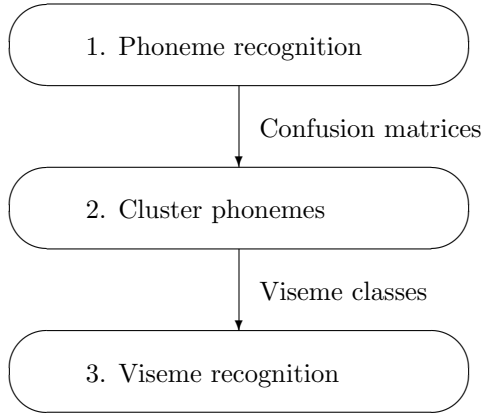 1. Phoneme recognition
Confusion matrices
2. Cluster phonemes
Viseme classes
3. Viseme recognition